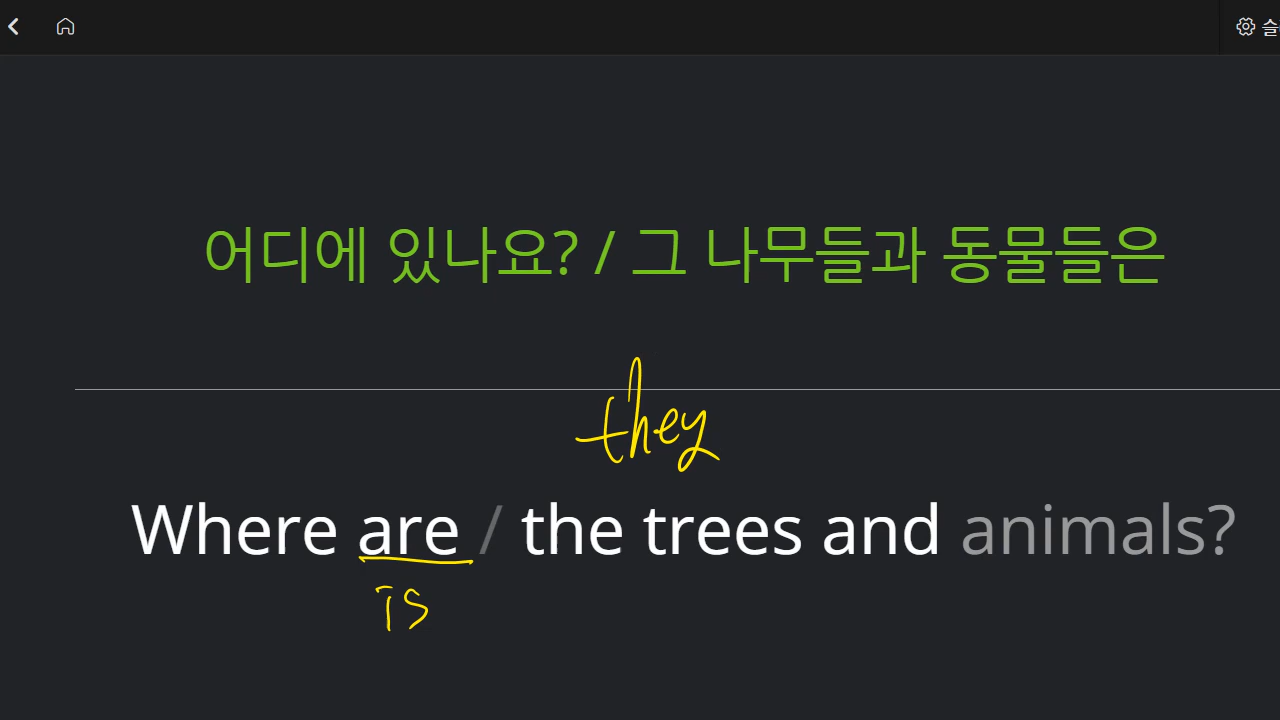 슬
어디에 있나요? / 그 나무들과 동물들은
they
Where are / the trees and animals?
is